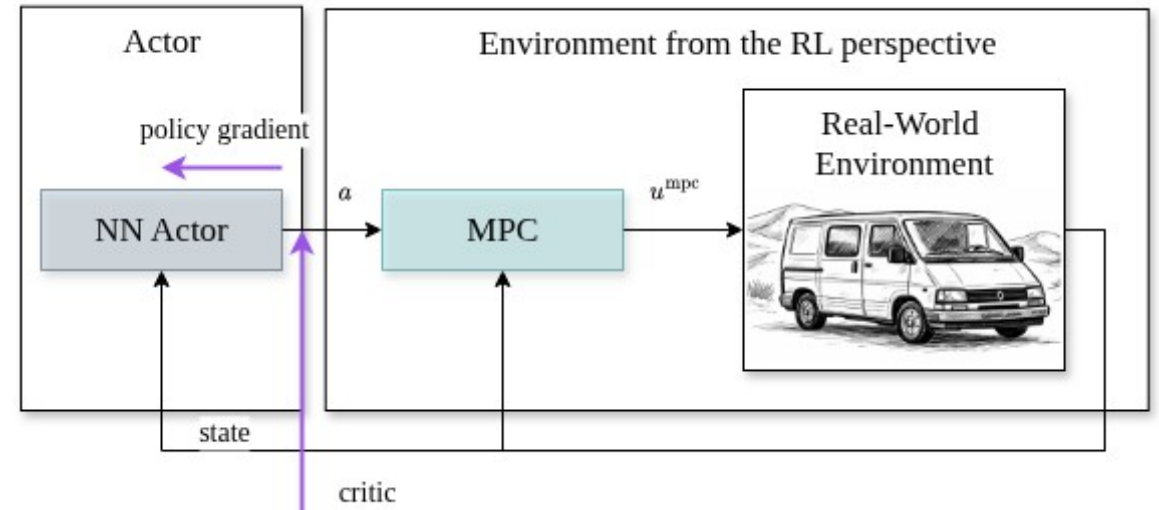 Actor
Environment from the RL perspective
policy gradient
Real-World
Environment
NN Actor
a
MPC
u^mpc
state
critic